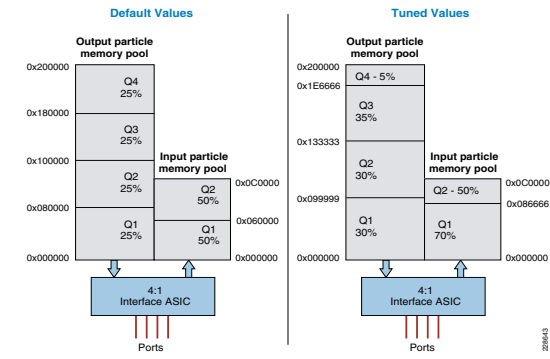 Default Values
Output particle
memory pool
0x200000
Q4
25%
0x180000
Q3
25%
0x100000
Q2
25%
0x080000
Q1
25%
0x000000
Input particle
memory pool
0x0C0000
Q2
50%
0x060000
Q1
50%
0x000000
4:1
Interface ASIC
Ports
Tuned Values
Output particle
memory pool
0x200000
Q4 - 5%
0x1E6666
Q3
35%
0x133333
Q2
30%
0x099999
Q1
30%
0x000000
Input particle
memory pool
0x0C0000
Q2 - 50%
0x086666
Q1
70%
0x000000
4:1
Interface ASIC
Ports
228643